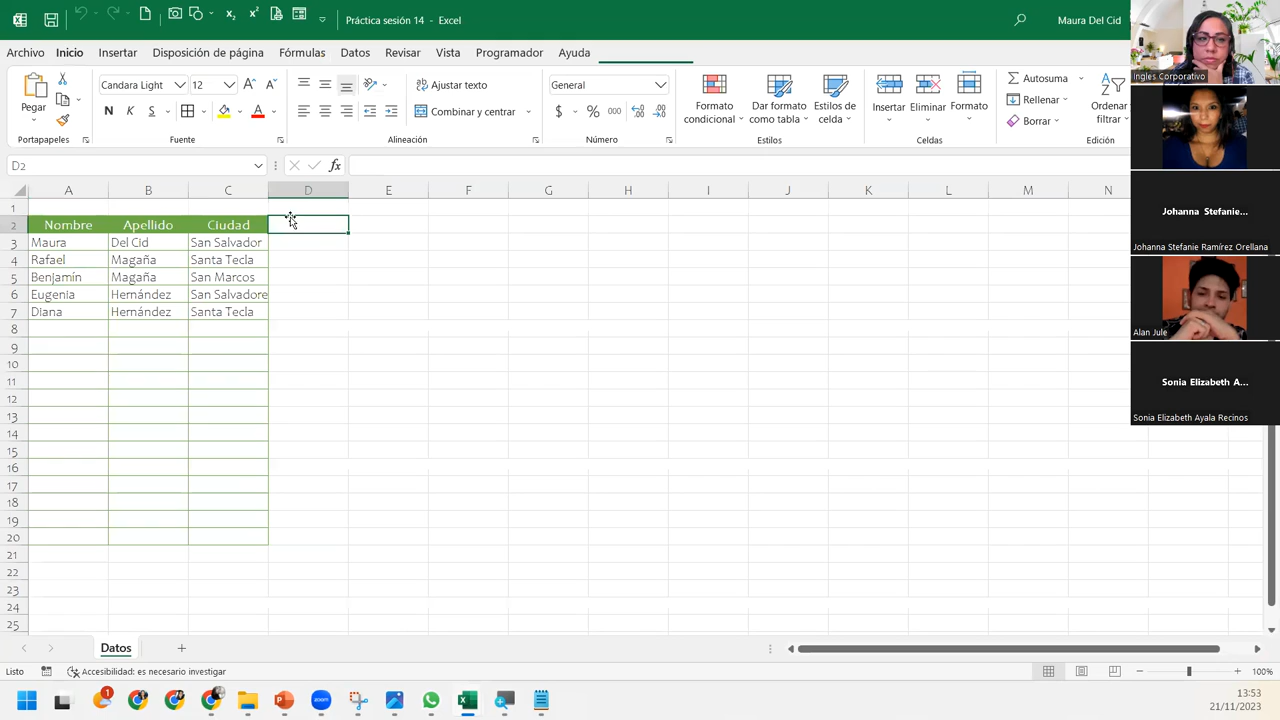 Práctica sesión 14 - Excel
Maura Del Cid
Archivo Inicio Insertar Disposición de página Fórmulas Datos Revisar Vista Programador Ayuda
Pegar
Candara Light 12
N K S
Portapapeles
Fuente
Ajustar texto
Combinar y centrar
Alineación
General
$ % 000
Número
Formato condicional
Dar formato como tabla
Estilos de celda
Estilos
Insertar
Eliminar
Formato
Celdas
Autosuma
Rellenar
Borrar
Ordenar
filtrar
Edición
D2
fx
A B C D E F G H I J K L M N
1
2 Nombre Apellido Ciudad
3 Maura Del Cid San Salvador
4 Rafael Magaña Santa Tecla
5 Benjamín Magaña San Marcos
6 Eugenia Hernández San Salvadore
7 Diana Hernández Santa Tecla
8
9
10
11
12
13
14
15
16
17
18
19
20
21
22
23
24
25
Datos
Listo
Accesibilidad: es necesario investigar
100%
1
zoom
13:53
21/11/2023
Ingles Corporativo
Johanna Stefanie...
Johanna Stefanie Ramírez Orellana
Alan Jule
Sonia Elizabeth A...
Sonia Elizabeth Ayala Recinos